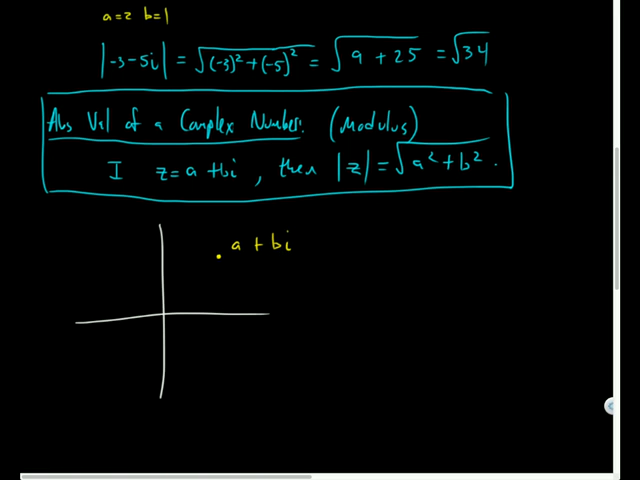 a=2 b=1
|-3-5i| = √(-3)² + (-5)² = √9 + 25 = √34
Abs Val of a Complex Number: (Modulus)
I z = a + bi, then |z| = √a² + b².
a + bi